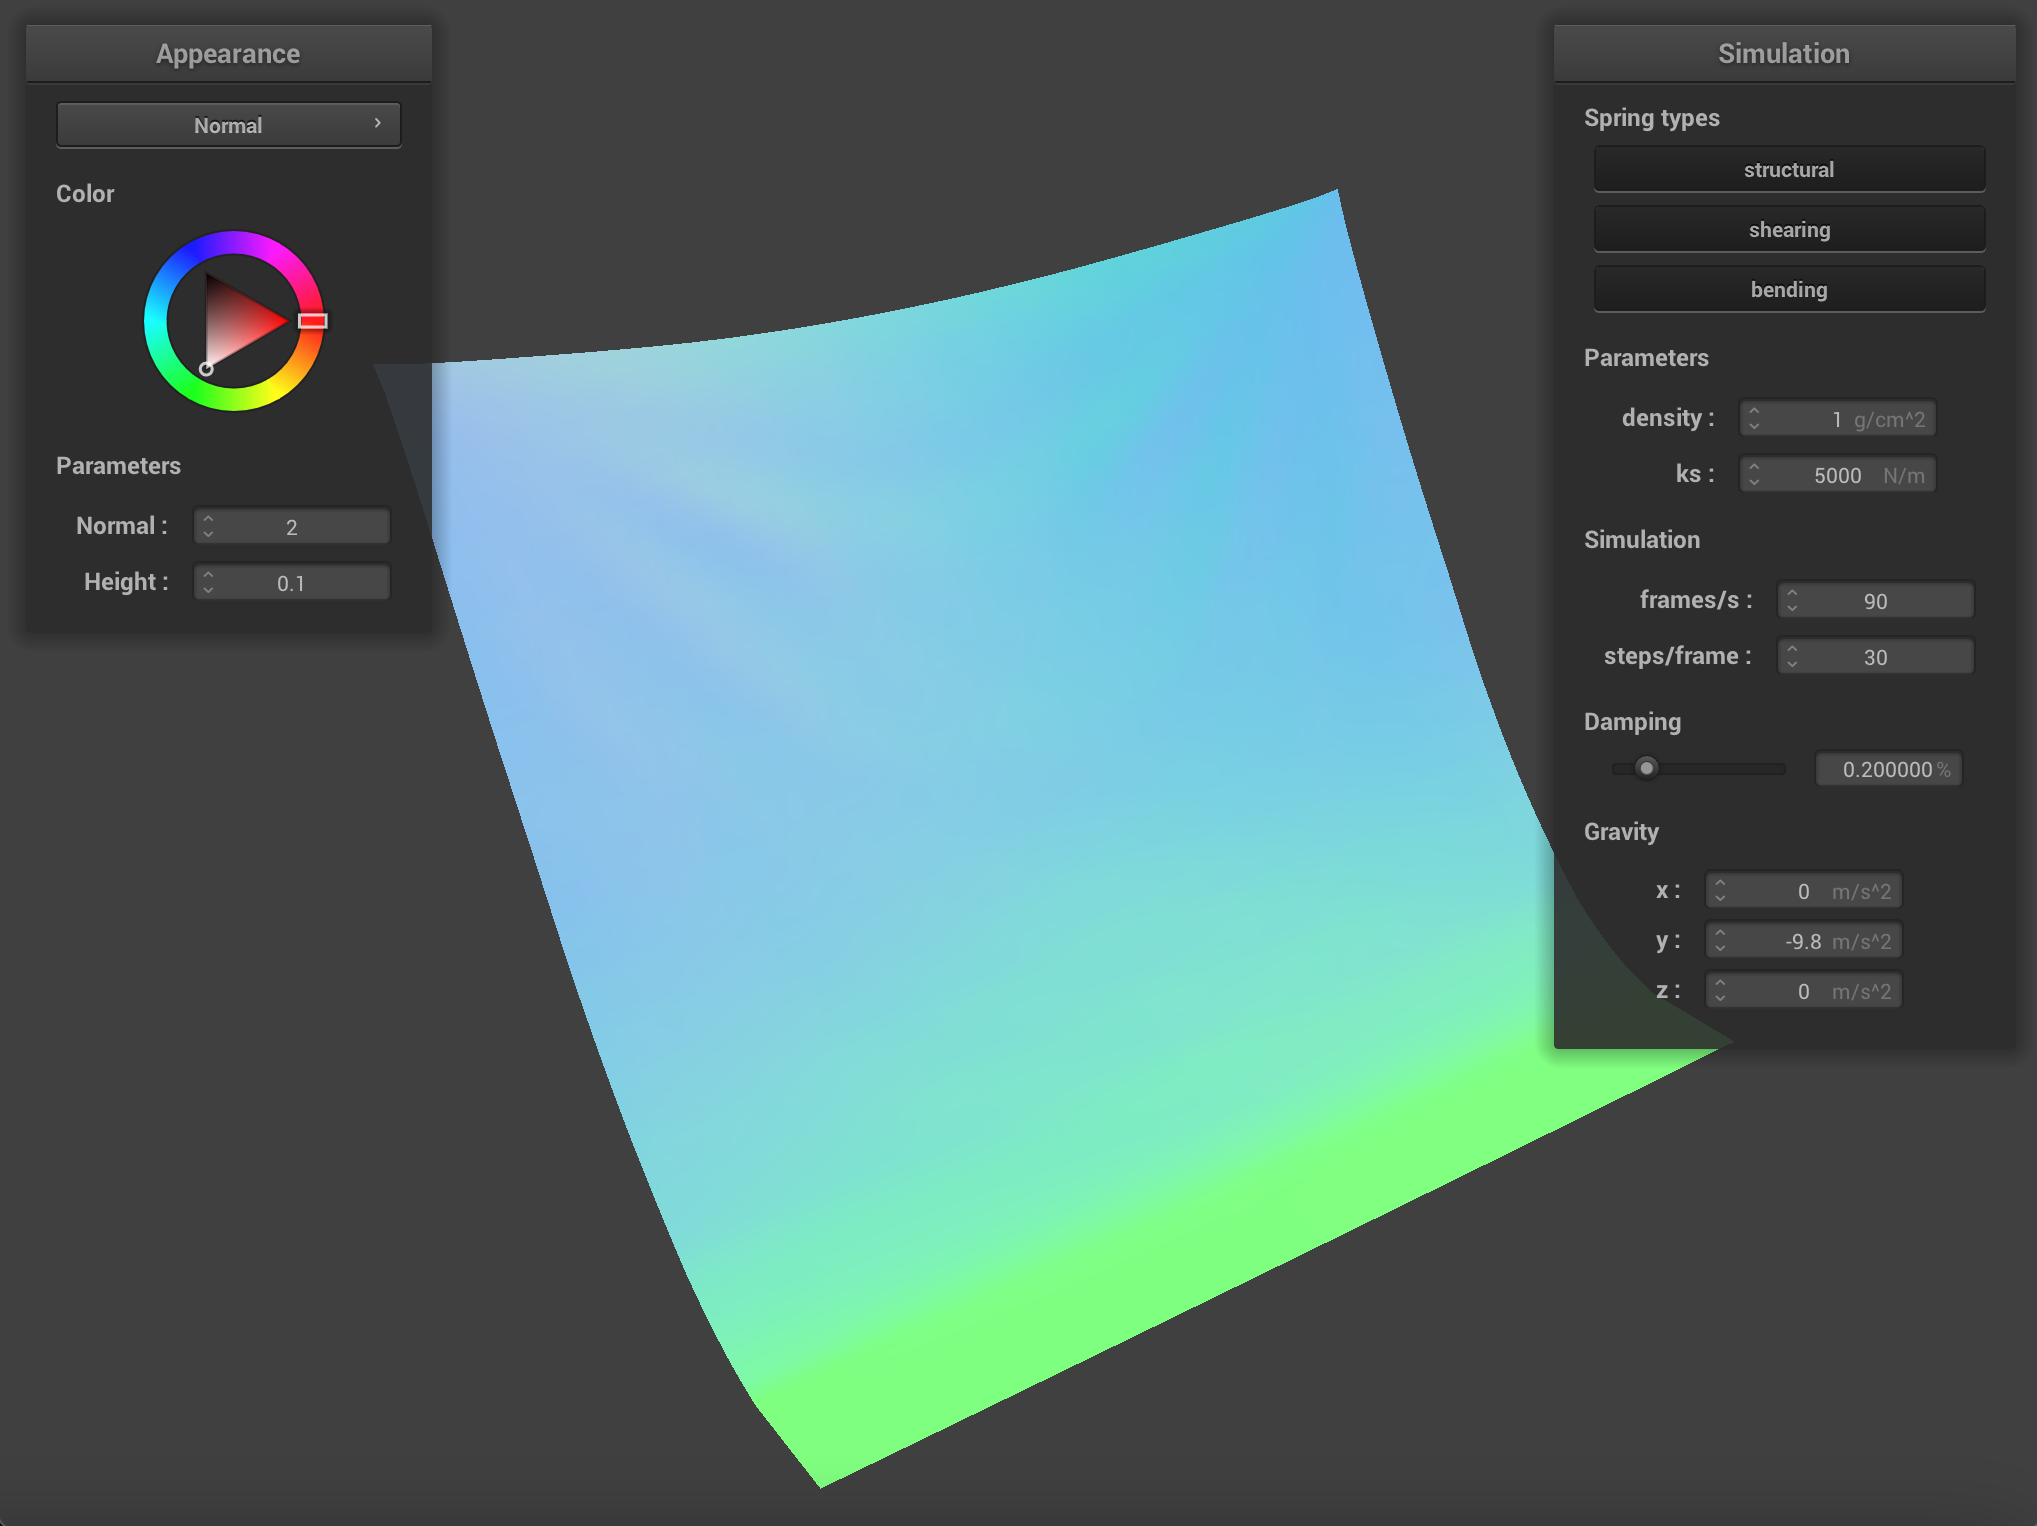 Appearance
Normal
Color
Parameters
Normal : 2
Height : 0.1
Simulation
Spring types
structural
shearing
bending
Parameters
density : 1 g/cm^2
ks : 5000 N/m
Simulation
frames/s : 90
steps/frame : 30
Damping
0.200000 %
Gravity
x : 0 m/s^2
y : -9.8 m/s^2
z : 0 m/s^2